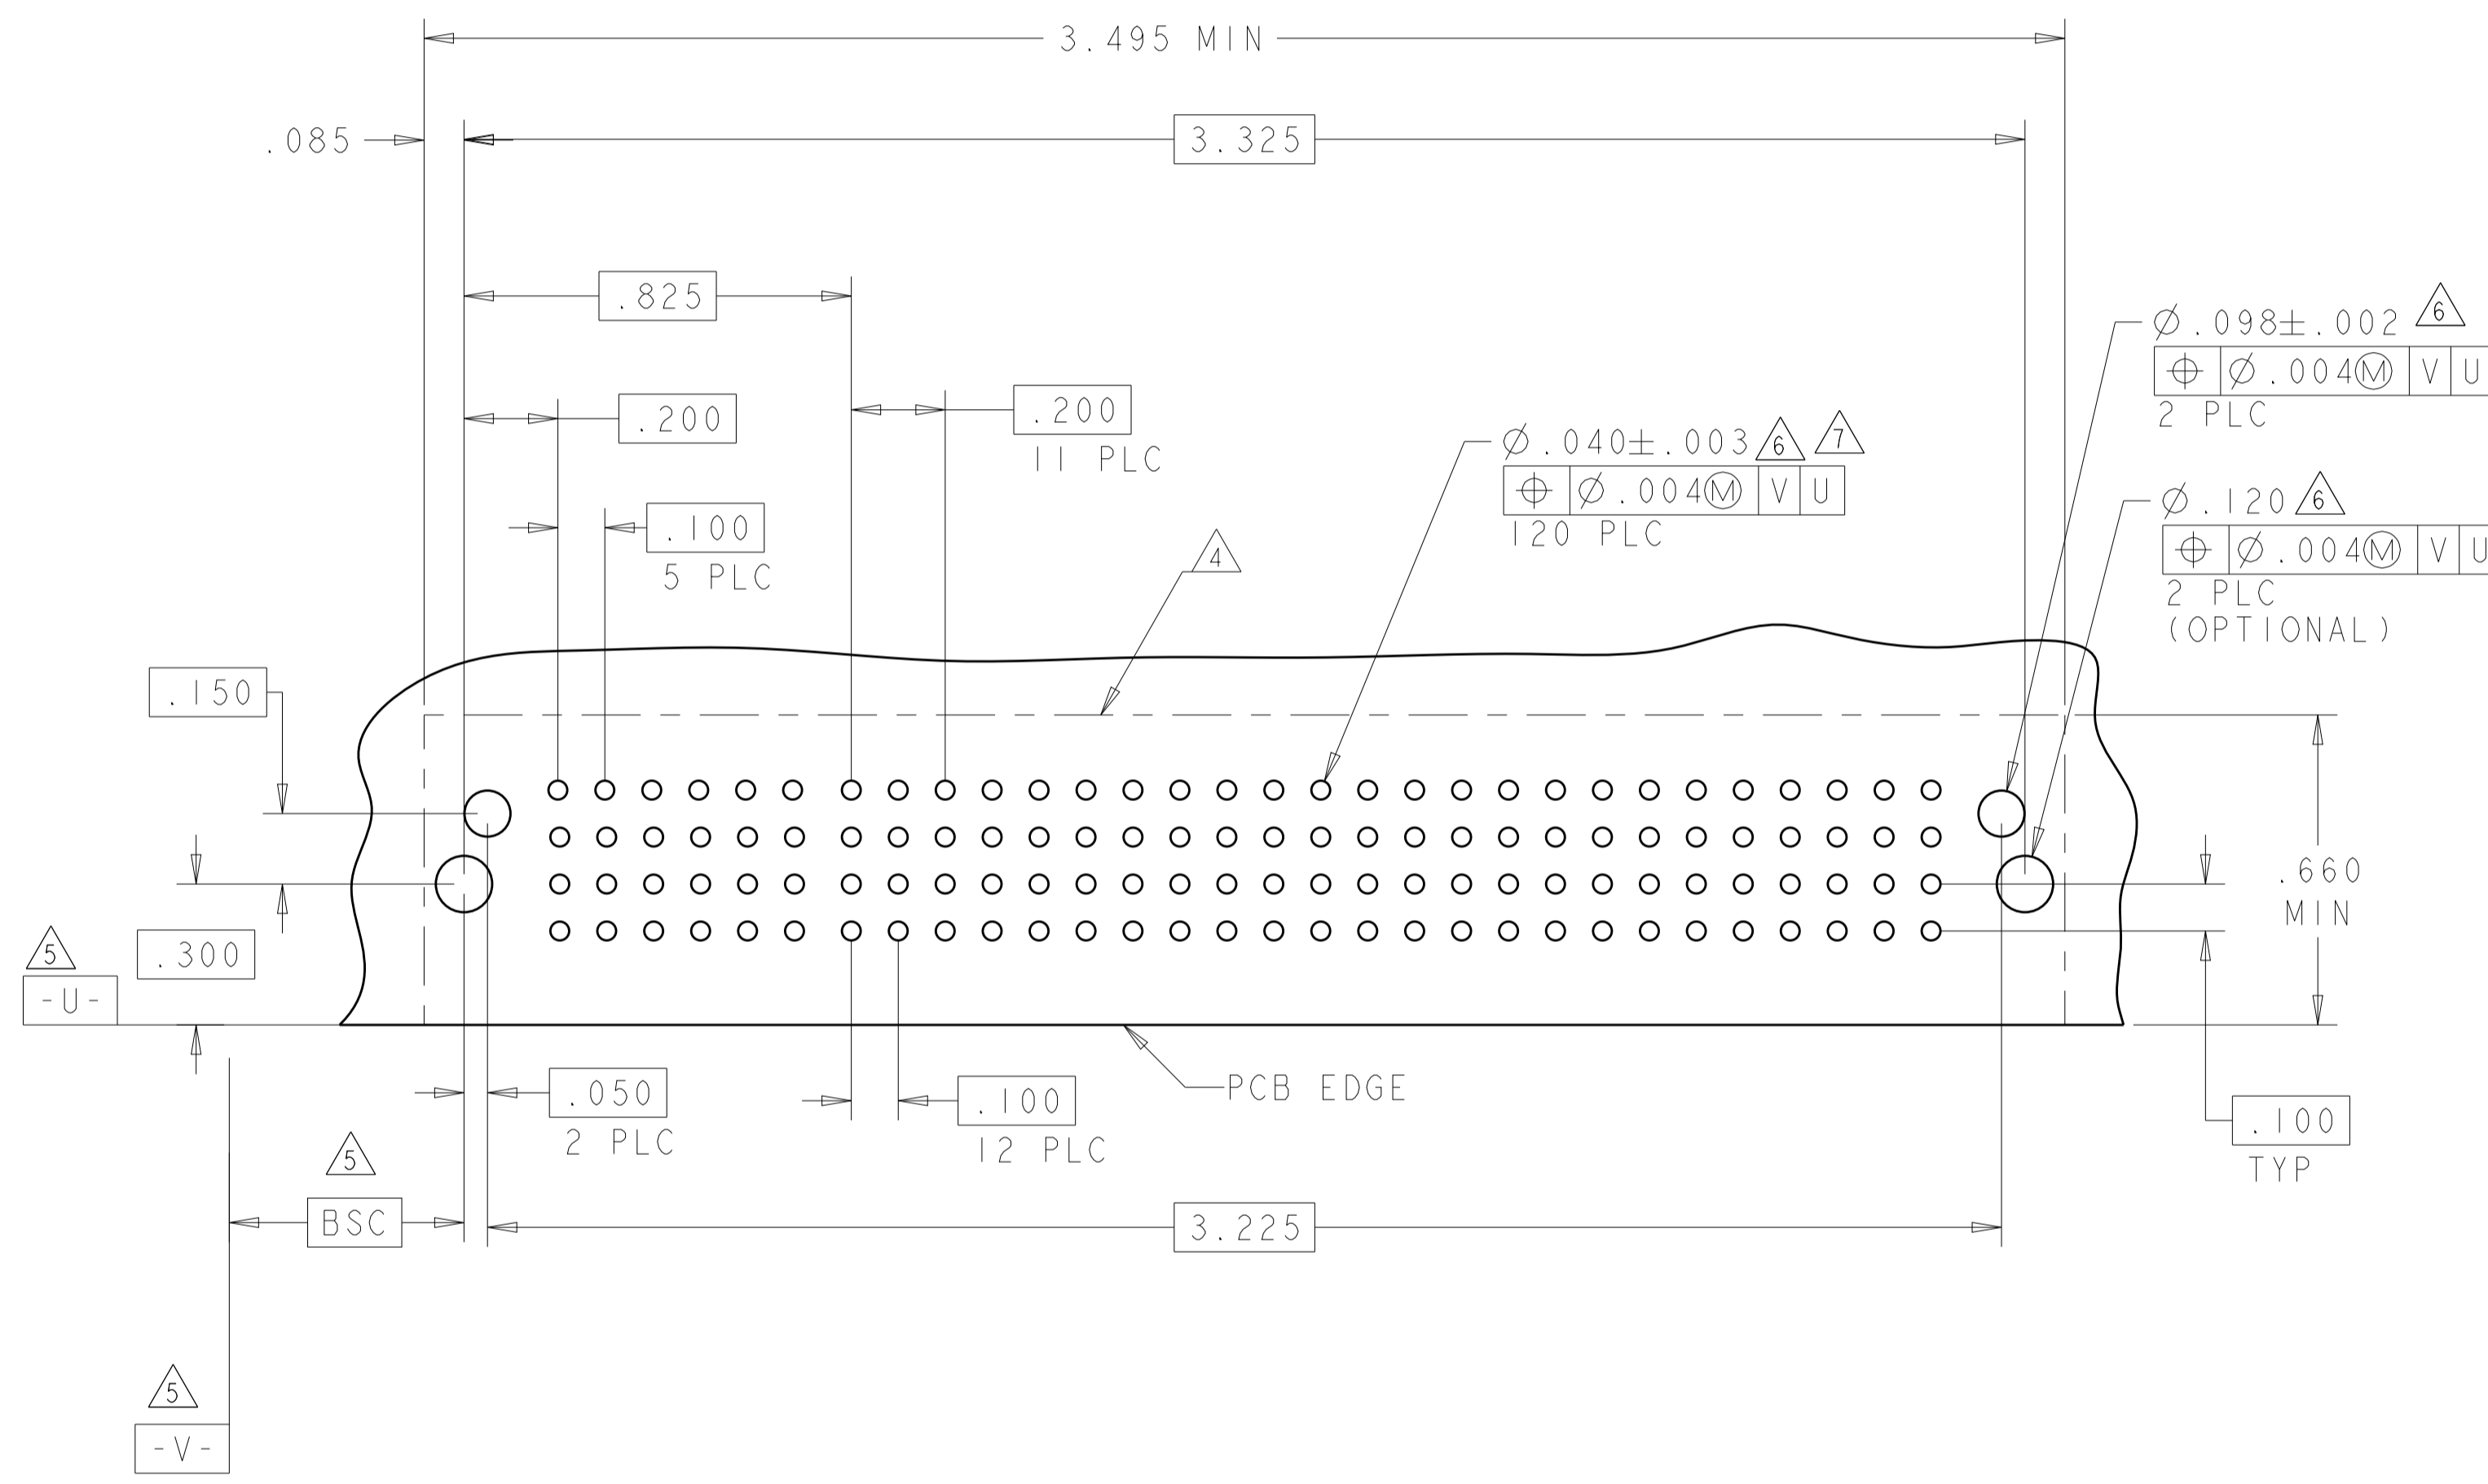 3.495 MIN
.085
3.325
.825
.200
.200
11 PLC
.100
5 PLC
4
⌀.040±.003 6 7
⌖ ⌀.004Ⓜ V U
120 PLC
⌀.098±.002 6
⌖ ⌀.004Ⓜ V U
2 PLC
⌀.120 6
⌖ ⌀.004Ⓜ V U
2 PLC
(OPTIONAL)
.150
.660
MIN
5
-U-
.300
.050
2 PLC
.100
12 PLC
PCB EDGE
.100
TYP
5
BSC
3.225
5
-V-